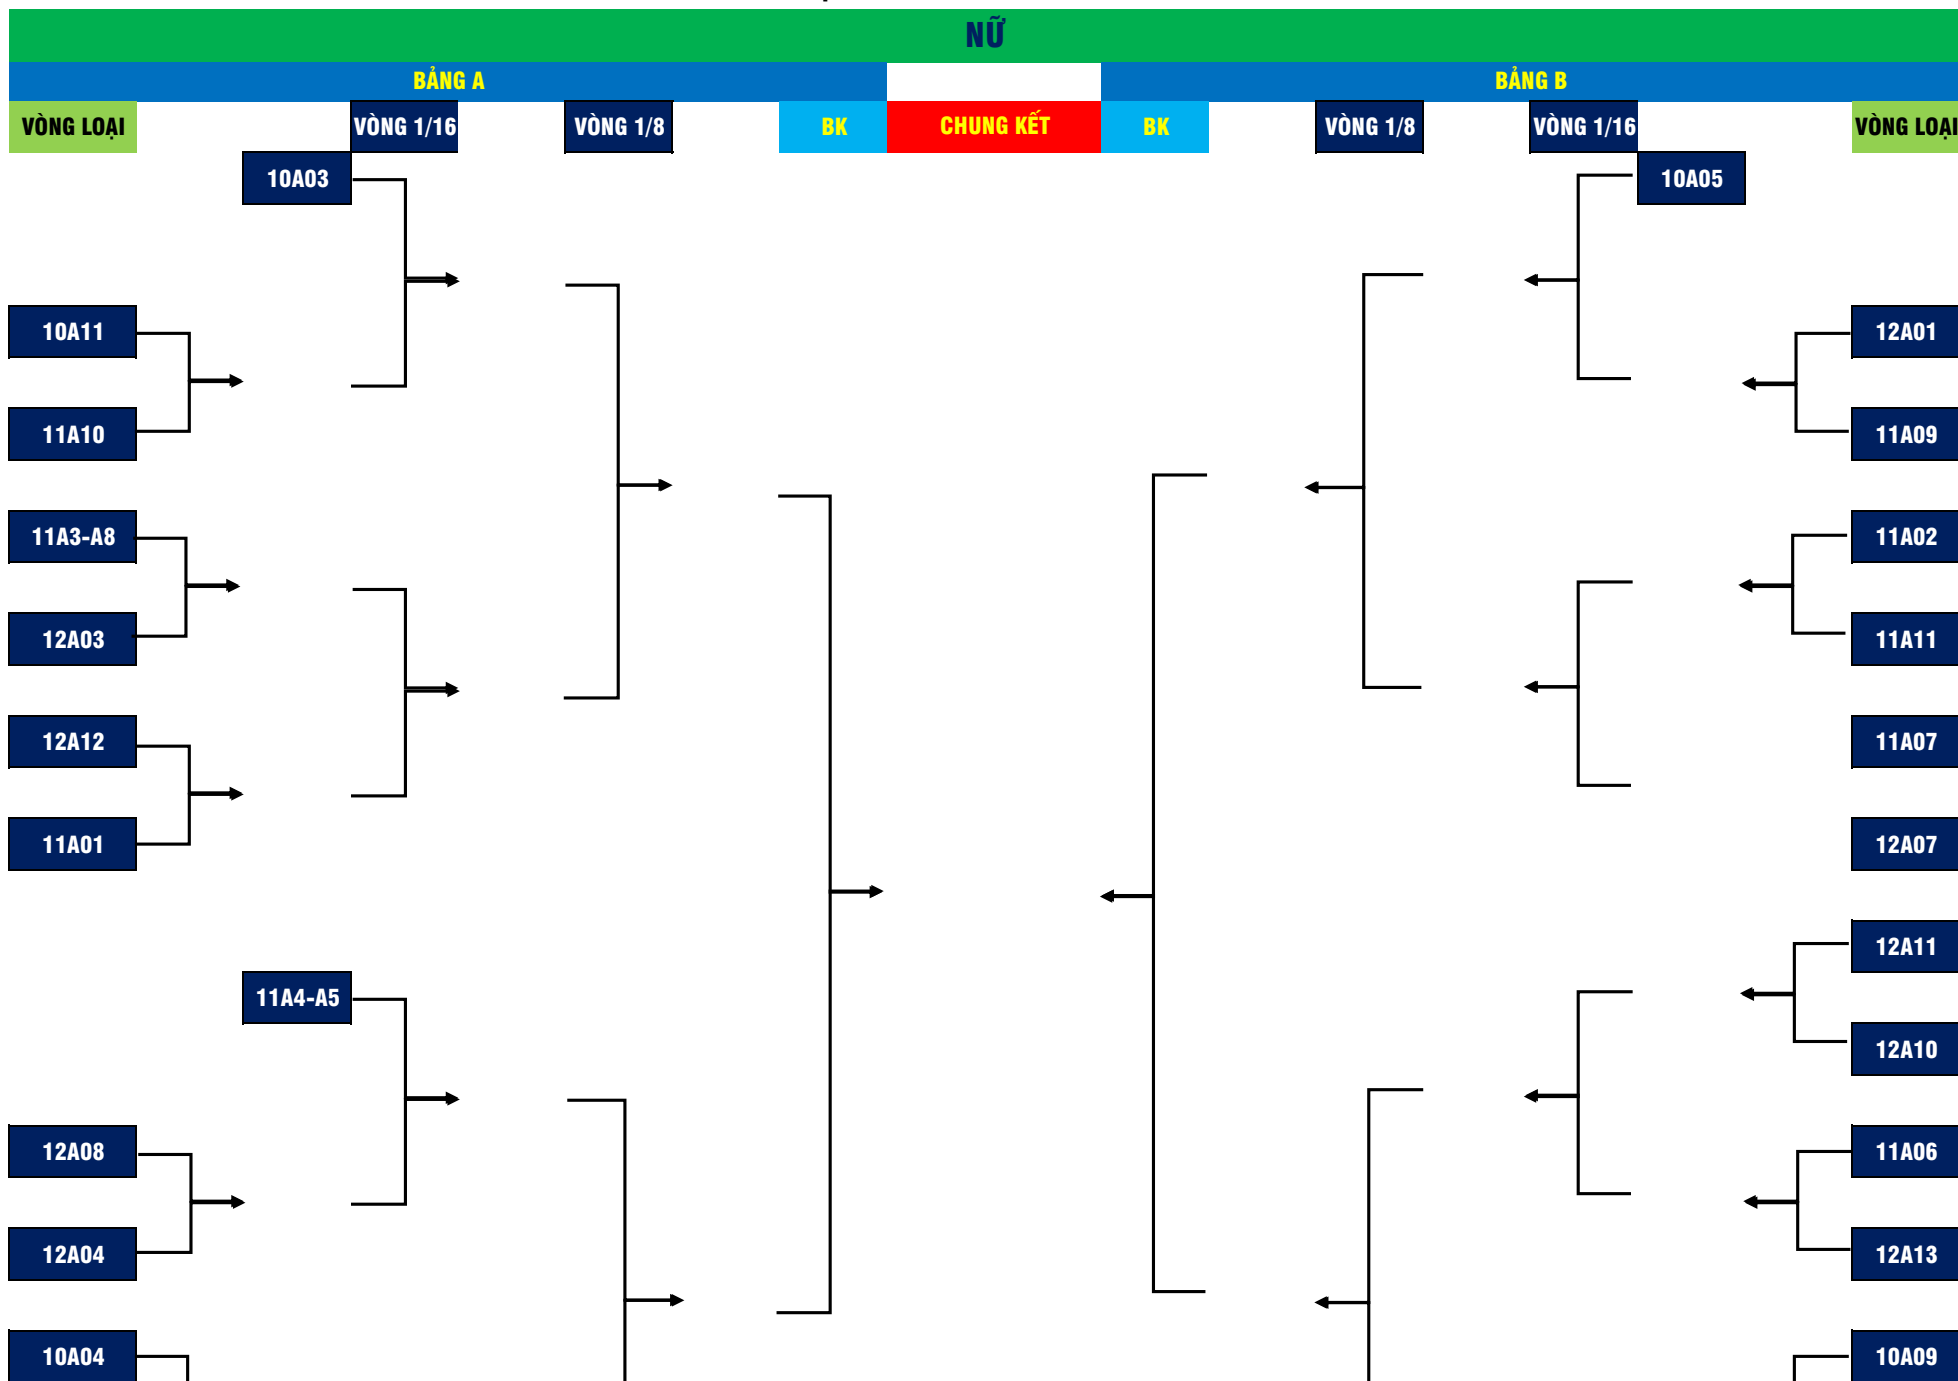 NỮ
BẢNG A
BẢNG B
VÒNG LOẠI
VÒNG 1/16
VÒNG 1/8
BK
CHUNG KẾT
BK
VÒNG 1/8
VÒNG 1/16
VÒNG LOẠI
10A03
10A05
10A11
12A01
11A10
11A09
11A3-A8
11A02
12A03
11A11
12A12
11A07
11A01
12A07
12A11
11A4-A5
12A10
12A08
11A06
12A04
12A13
10A04
10A09